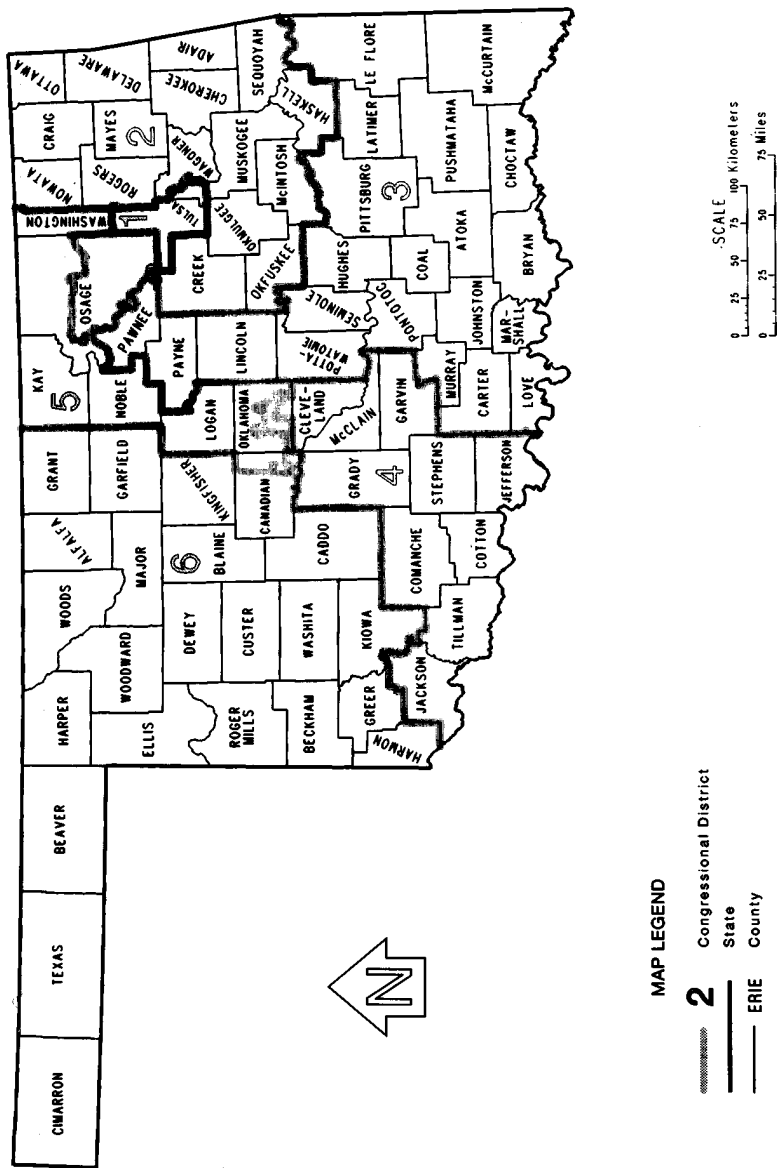 CIMARRON
TEXAS
BEAVER
HARPER
WOODS
ALFALFA
GRANT
KAY
OSAGE
WASHINGTON
NOWATA
CRAIG
OTTAWA
5
ELLIS
WOODWARD
MAJOR
GARFIELD
NOBLE
PAWNEE
1
TULSA
ROGERS
MAYES
2
DELAWARE
ROGER
MILLS
DEWEY
BLAINE
6
KINGFISHER
LOGAN
PAYNE
CREEK
WAGONER
CHEROKEE
ADAIR
CUSTER
CANADIAN
OKLAHOMA
LINCOLN
OKFUSKEE
OKMULGEE
MUSKOGEE
McINTOSH
SEQUOYAH
BECKHAM
WASHITA
CADDO
GRADY
4
CLEVE-
LAND
McCLAIN
POTTA-
WATOMIE
SEMINOLE
HUGHES
PITTSBURG
3
HASKELL
LATIMER
LE FLORE
HARMON
GREER
KIOWA
COMANCHE
STEPHENS
GARVIN
PONTOTOC
COAL
JACKSON
TILLMAN
COTTON
JEFFERSON
MURRAY
CARTER
LOVE
JOHNSTON
MAR-
SHALL
ATOKA
BRYAN
PUSHMATAHA
CHOCTAW
McCURTAIN
N
MAP LEGEND
2 Congressional District
State
ERIE County
SCALE
0 25 50 75 100 Kilometers
0 25 50 75 Miles